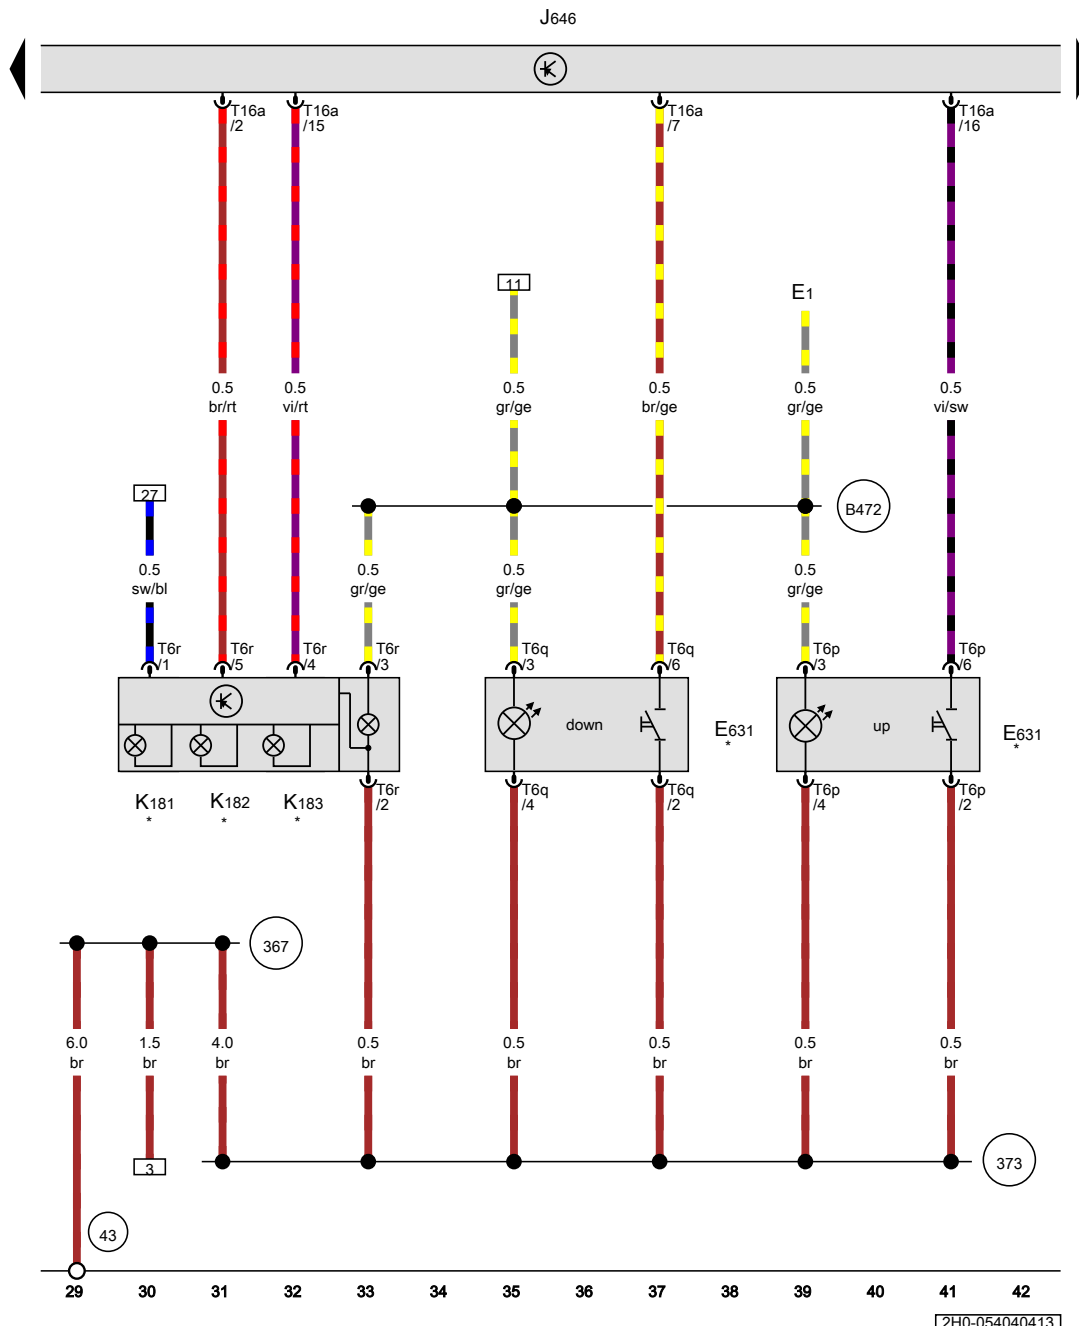 J646
T16a
/2
T16a
/15
T16a
/7
T16a
/16
11
E1
0.5
br/rt
0.5
vi/rt
0.5
gr/ge
0.5
br/ge
0.5
gr/ge
0.5
vi/sw
27
B472
0.5
sw/bl
0.5
gr/ge
0.5
gr/ge
0.5
gr/ge
T6r
/1
T6r
/5
T6r
/4
T6r
/3
T6q
/3
T6q
/6
T6p
/3
T6p
/6
down
E631
*
up
E631
*
K181
*
K182
*
K183
*
T6r
/2
T6q
/4
T6q
/2
T6p
/4
T6p
/2
367
6.0
br
1.5
br
4.0
br
0.5
br
0.5
br
0.5
br
0.5
br
0.5
br
3
373
43
29 30 31 32 33 34 35 36 37 38 39 40 41 42
2H0-054040413